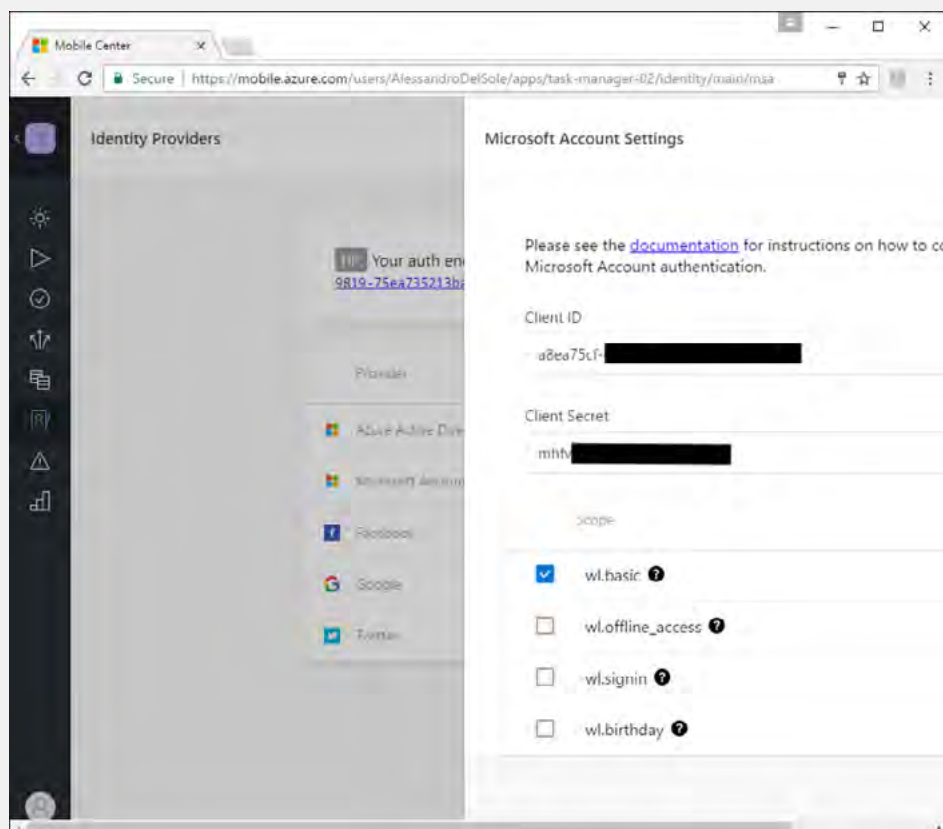 Mobile Center
Secure | https://mobile.azure.com/users/AlessandroDelSole/apps/task-manager-02/identity/main/msa
Identity Providers
Your auth en
9819-75ea735213ba
Provider
Azure Active Dire
Microsoft Accoun
Facebook
Google
Twitter
Microsoft Account Settings
Please see the documentation for instructions on how to co
Microsoft Account authentication.
Client ID
a8ea75cf-
Client Secret
mhfv
Scope
wl.basic
wl.offline_access
wl.signin
wl.birthday